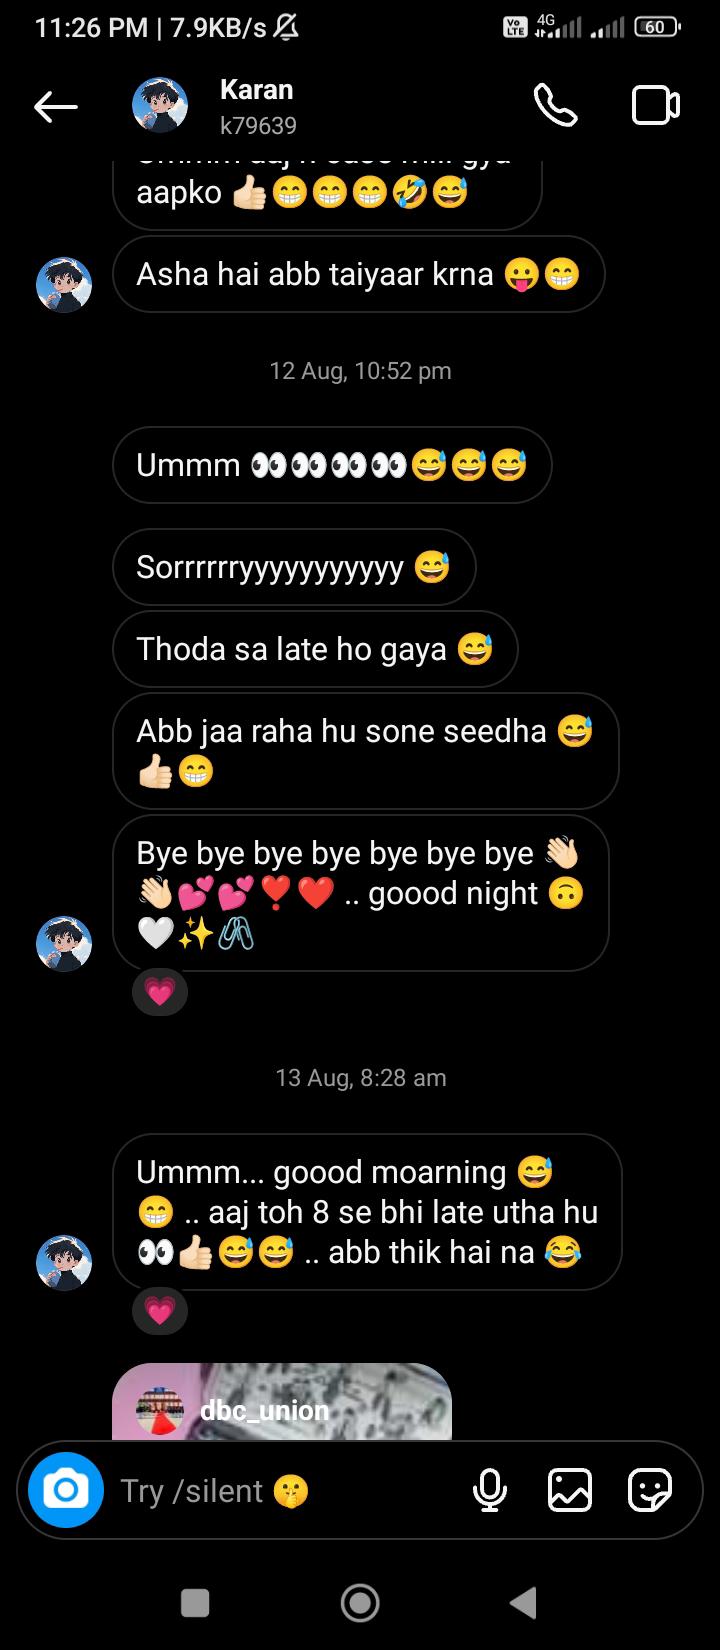 11:26 PM | 7.9KB/s
Vo LTE 4G 60
Karan
k79639
aapko 👍🏻😁😁😁🤣😅
Asha hai abb taiyaar krna 😛😁
12 Aug, 10:52 pm
Ummm 👀👀👀👀😅😅😅
Sorrrrrryyyyyyyyyyy 😅
Thoda sa late ho gaya 😅
Abb jaa raha hu sone seedha 😅
👍🏻😁
Bye bye bye bye bye bye bye 👋🏻
👋🏻💕💕❣️❤️ .. goood night 🙃
🤍✨🖇️
💗
13 Aug, 8:28 am
Ummm... goood moarning 😅
😁 .. aaj toh 8 se bhi late utha hu
👀👍🏻😅😅 .. abb thik hai na 😂
💗
dbc_union
Try /silent 🤫